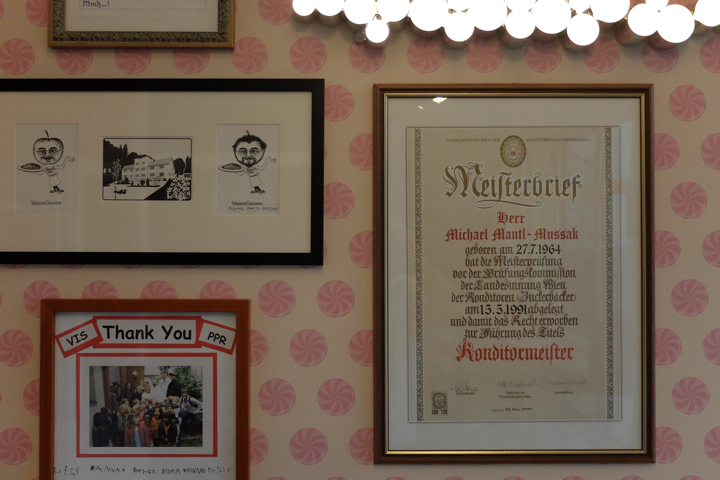 Mmh...!
VIS
Thank You
PPR
Meisterbrief
Herr
Michael Mantl-Mussak
geboren am 27.7.1964
hat die Meisterprüfung
vor der Prüfungskommission
der Landesinnung Wien
der Konditoren (Zuckerbäcker)
am 15.5.1991 abgelegt
und damit das Recht erworben
zur Führung des Titels
Konditormeister